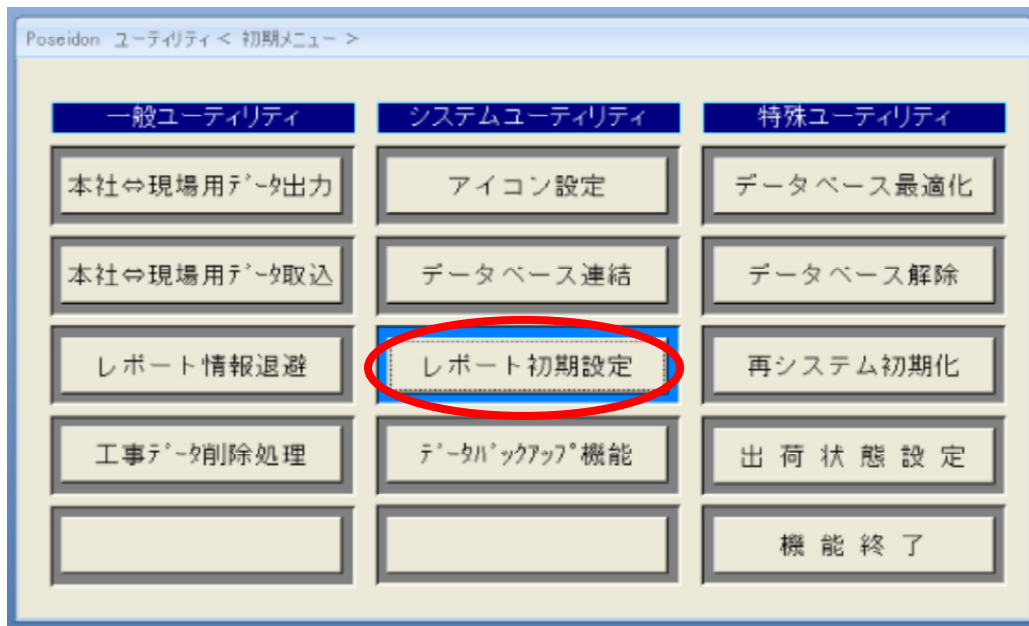 Poseidon ユーティリティ < 初期メニュー >
一般ユーティリティ
システムユーティリティ
特殊ユーティリティ
本社⇔現場用ﾃﾞｰﾀ出力
アイコン設定
データベース最適化
本社⇔現場用ﾃﾞｰﾀ取込
データベース連結
データベース解除
レポート情報退避
レポート初期設定
再システム初期化
工事ﾃﾞｰﾀ削除処理
ﾃﾞｰﾀﾊﾞｯｸｱｯﾌﾟ機能
出 荷 状 態 設 定
機 能 終 了